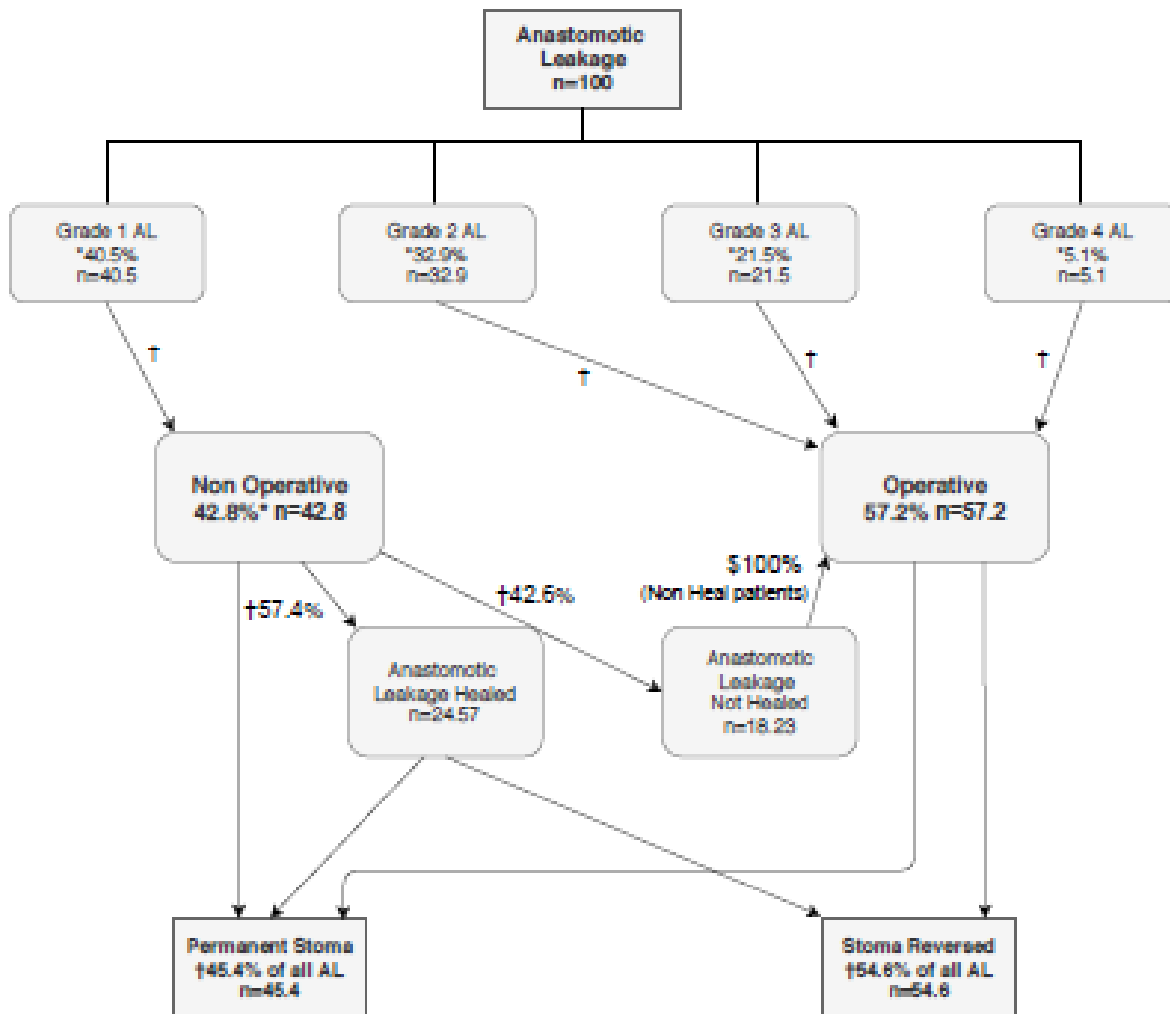 Anastomotic
Leakage
n=100
Grade 1 AL
*40.5%
n=40.5
Grade 2 AL
*32.9%
n=32.9
Grade 3 AL
*21.5%
n=21.5
Grade 4 AL
*5.1%
n=5.1
†
†
†
†
Non Operative
42.8%* n=42.8
Operative
57.2% n=57.2
†57.4%
†42.6%
$100%
(Non Heal patients)
Anastomotic
Leakage Healed
n=24.57
Anastomotic
Leakage
Not Healed
n=18.23
Permanent Stoma
†45.4% of all AL
n=45.4
Stoma Reversed
†54.6% of all AL
n=54.6